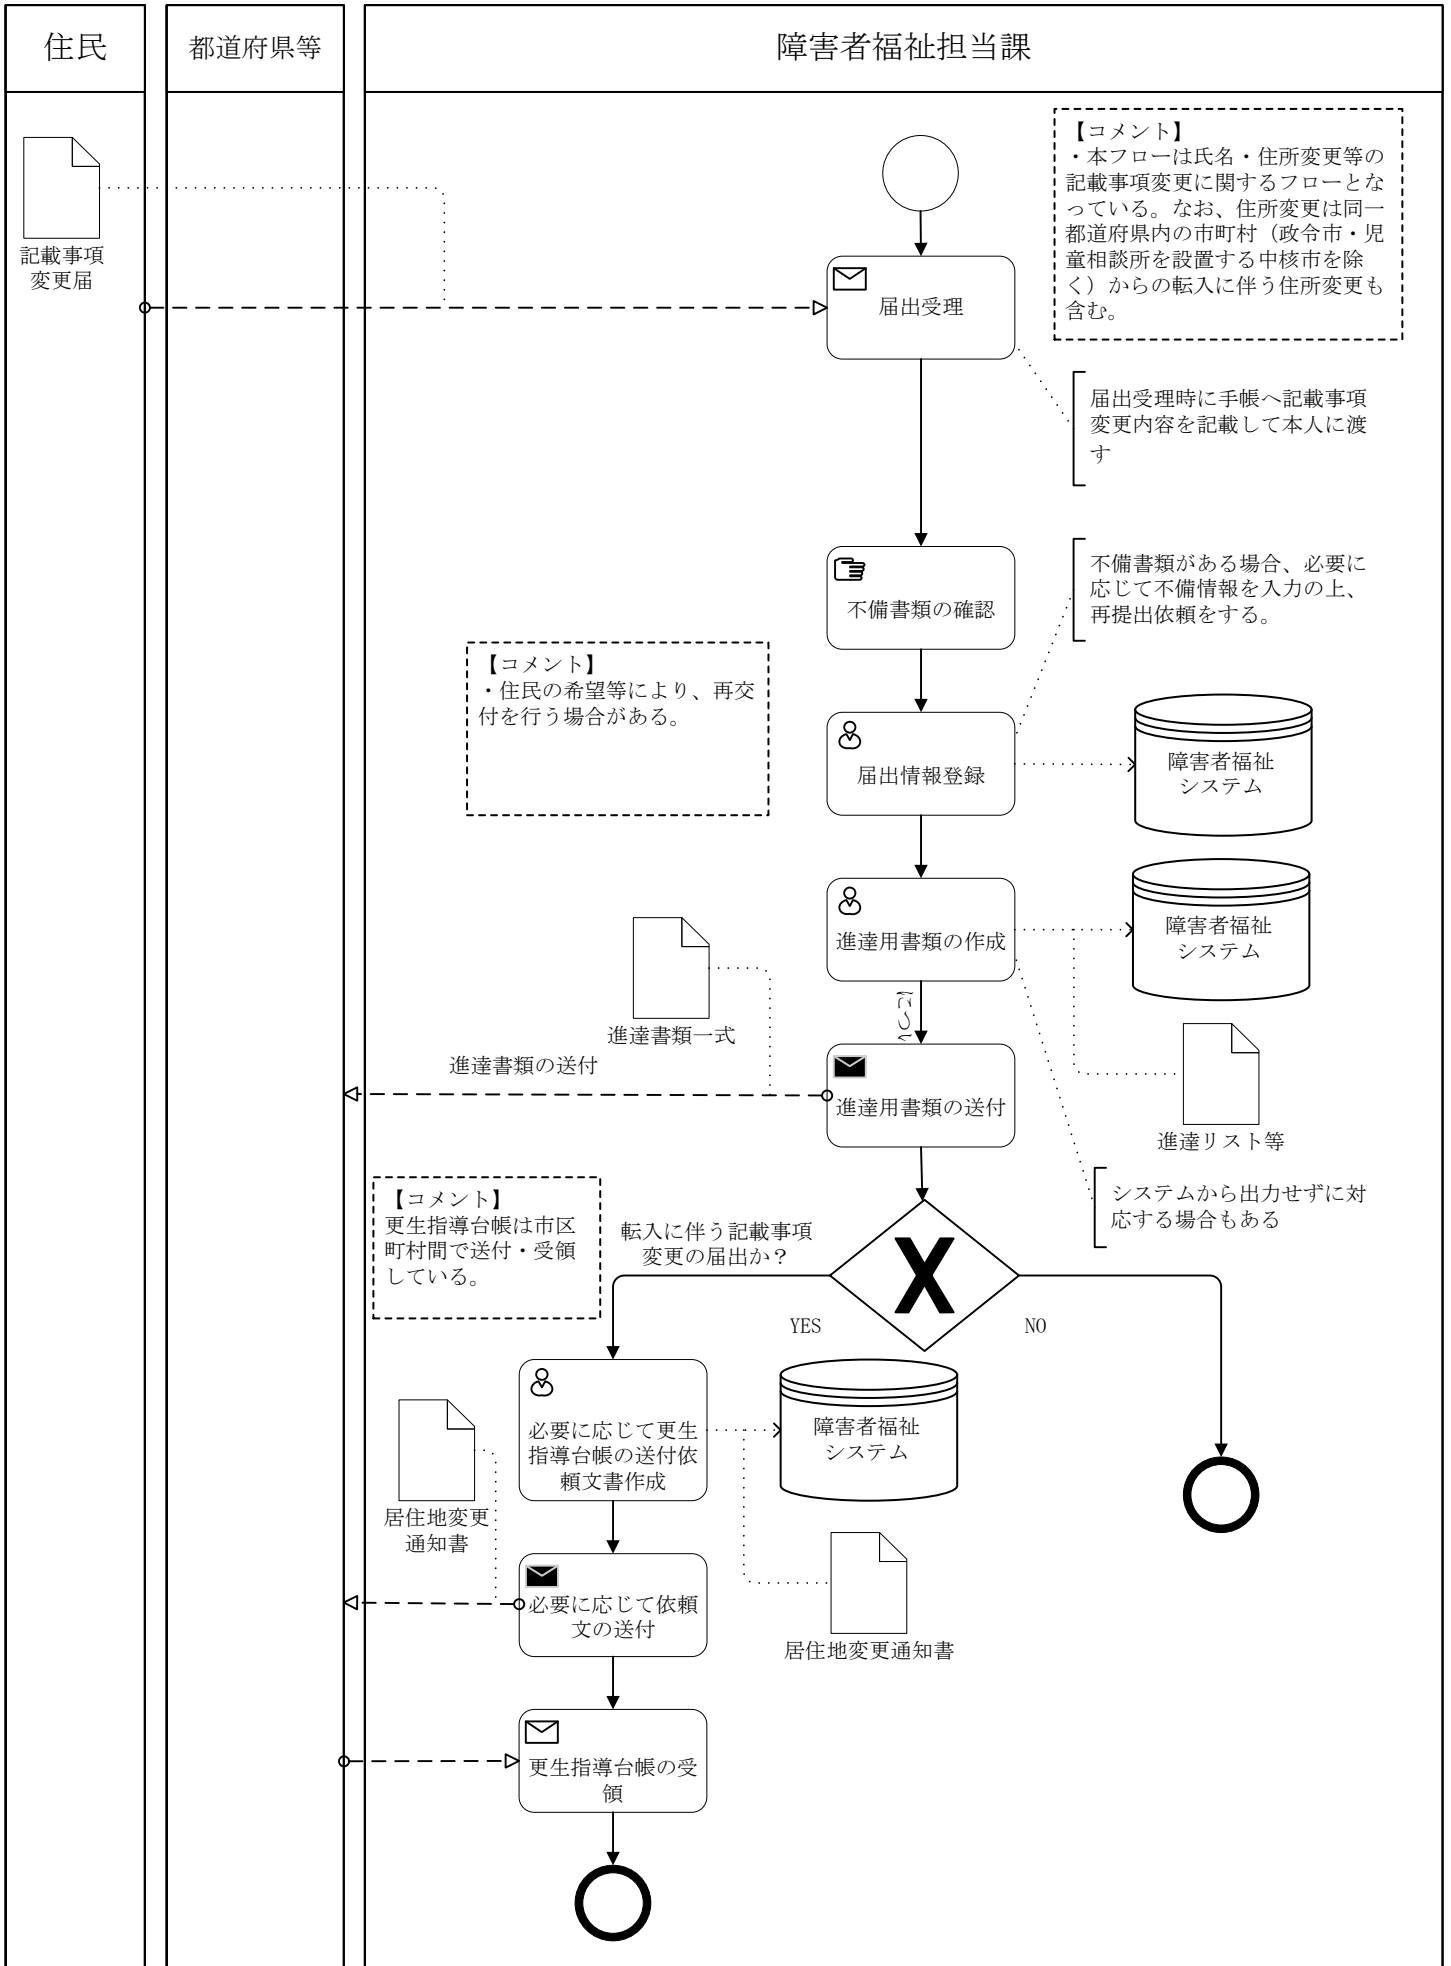 住民
都道府県等
障害者福祉担当課
記載事項
変更届
【コメント】
・本フローは氏名・住所変更等の
記載事項変更に関するフローとな
っている。なお、住所変更は同一
都道府県内の市町村（政令市・児
童相談所を設置する中核市を除
く）からの転入に伴う住所変更も
含む。
届出受理
届出受理時に手帳へ記載事項
変更内容を記載して本人に渡
す
不備書類の確認
不備書類がある場合、必要に
応じて不備情報を入力の上、
再提出依頼をする。
【コメント】
・住民の希望等により、再交
付を行う場合がある。
届出情報登録
障害者福祉
システム
進達用書類の作成
障害者福祉
システム
進達書類一式
進達書類の送付
進達用書類の送付
進達リスト等
システムから出力せずに対
応する場合もある
【コメント】
更生指導台帳は市区
町村間で送付・受領
している。
転入に伴う記載事項
変更の届出か？
YES
NO
必要に応じて更生
指導台帳の送付依
頼文書作成
障害者福祉
システム
居住地変更
通知書
必要に応じて依頼
文の送付
居住地変更通知書
更生指導台帳の受
領